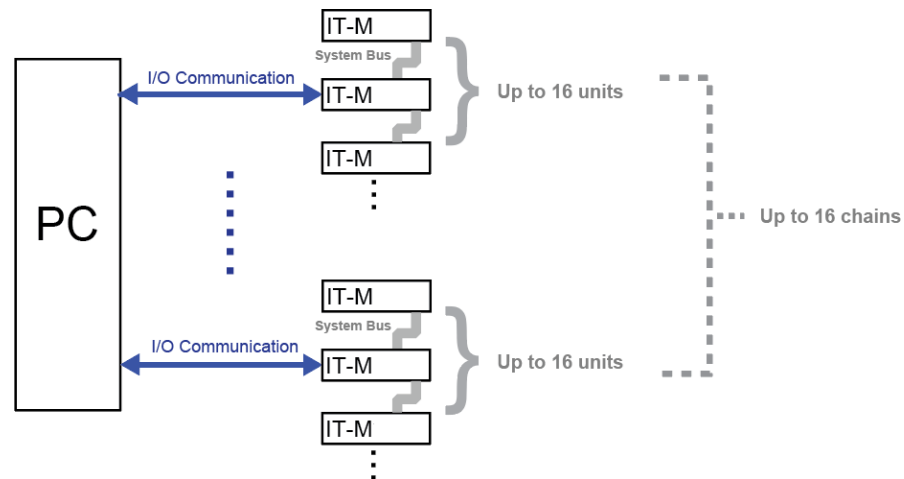 IT-M
System Bus
I/O Communication
IT-M
Up to 16 units
IT-M
PC
Up to 16 chains
IT-M
System Bus
I/O Communication
IT-M
Up to 16 units
IT-M